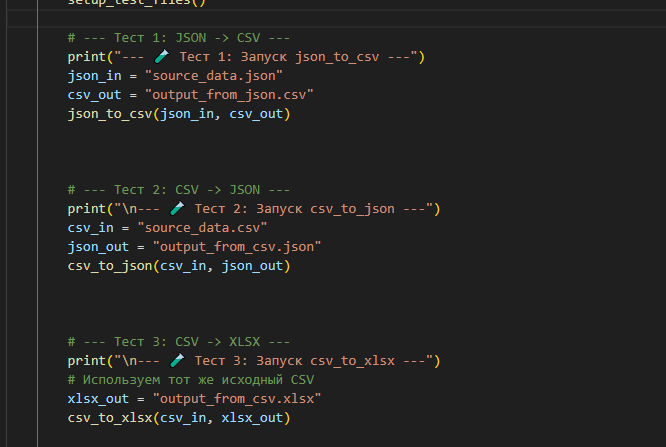 setup_test_files()
# --- Тест 1: JSON -> CSV ---
print("--- 🧪 Тест 1: Запуск json_to_csv ---")
json_in = "source_data.json"
csv_out = "output_from_json.csv"
json_to_csv(json_in, csv_out)
# --- Тест 2: CSV -> JSON ---
print("\n--- 🧪 Тест 2: Запуск csv_to_json ---")
csv_in = "source_data.csv"
json_out = "output_from_csv.json"
csv_to_json(csv_in, json_out)
# --- Тест 3: CSV -> XLSX ---
print("\n--- 🧪 Тест 3: Запуск csv_to_xlsx ---")
# Используем тот же исходный CSV
xlsx_out = "output_from_csv.xlsx"
csv_to_xlsx(csv_in, xlsx_out)